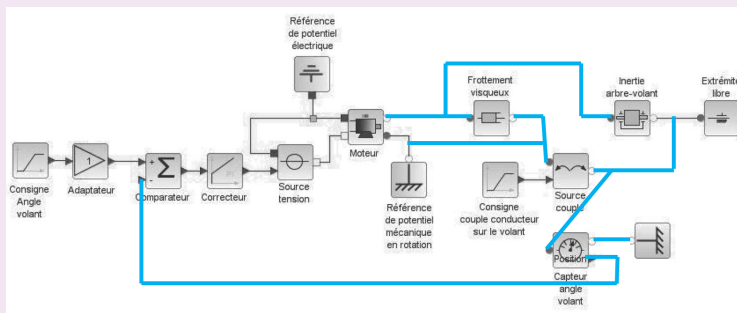 Référence
de potentiel
électrique
Frottement
visqueux
Inertie
arbre-volant
Extrémité
libre
Moteur
1
+
-
Σ
PI
Consigne
Angle
volant
Adaptateur
Comparateur
Correcteur
Source
tension
Référence
de potentiel
mécanique
en rotation
Consigne
couple conducteur
sur le volant
Source
couple
Position
Capteur
angle
volant